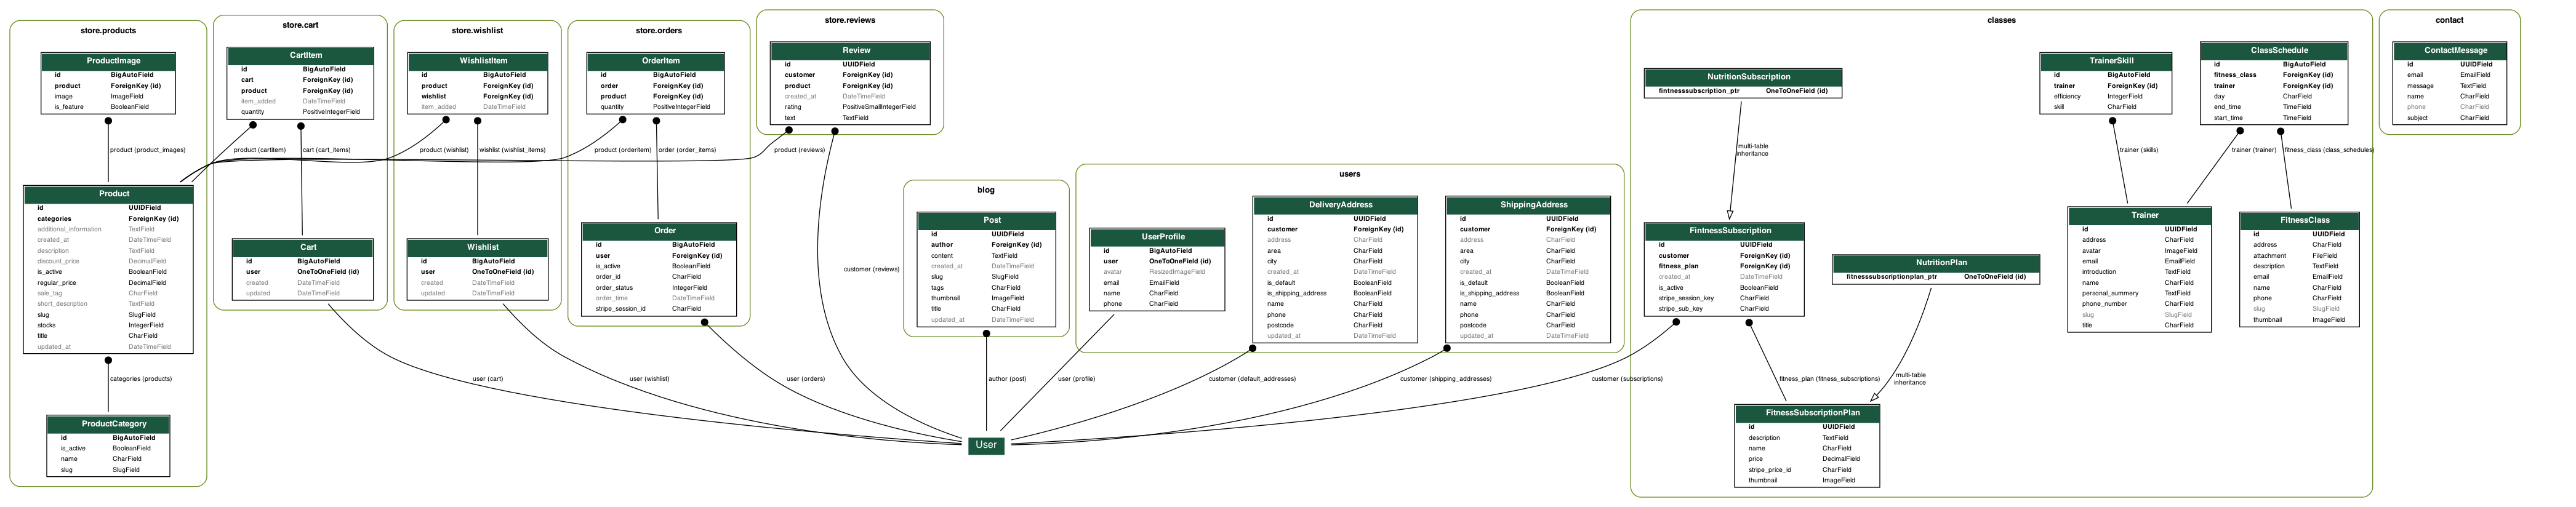 store.products
ProductImage
id BigAutoField
product ForeignKey (id)
image ImageField
is_feature BooleanField
product (product_images)
Product
id UUIDField
categories ForeignKey (id)
additional_information TextField
created_at DateTimeField
description TextField
discount_price DecimalField
is_active BooleanField
regular_price DecimalField
sale_tag CharField
short_description TextField
slug SlugField
stocks IntegerField
title CharField
updated_at DateTimeField
categories (products)
ProductCategory
id BigAutoField
is_active BooleanField
name CharField
slug SlugField
store.cart
CartItem
id BigAutoField
cart ForeignKey (id)
product ForeignKey (id)
item_added DateTimeField
quantity PositiveIntegerField
product (cartitem)
cart (cart_items)
Cart
id BigAutoField
user OneToOneField (id)
created DateTimeField
updated DateTimeField
user (cart)
store.wishlist
WishlistItem
id BigAutoField
product ForeignKey (id)
wishlist ForeignKey (id)
item_added DateTimeField
product (wishlist)
wishlist (wishlist_items)
Wishlist
id BigAutoField
user OneToOneField (id)
created DateTimeField
updated DateTimeField
user (wishlist)
store.orders
OrderItem
id BigAutoField
order ForeignKey (id)
product ForeignKey (id)
quantity PositiveIntegerField
product (orderitem)
order (order_items)
Order
id BigAutoField
user ForeignKey (id)
is_active BooleanField
order_id CharField
order_status IntegerField
order_time DateTimeField
stripe_session_id CharField
user (orders)
store.reviews
Review
id UUIDField
customer ForeignKey (id)
product ForeignKey (id)
created_at DateTimeField
rating PositiveSmallIntegerField
text TextField
product (reviews)
customer (reviews)
blog
Post
id UUIDField
author ForeignKey (id)
content TextField
created_at DateTimeField
slug SlugField
tags CharField
thumbnail ImageField
title CharField
updated_at DateTimeField
author (post)
User
users
UserProfile
id BigAutoField
user OneToOneField (id)
avatar ResizedImageField
email EmailField
name CharField
phone CharField
user (profile)
DeliveryAddress
id UUIDField
customer ForeignKey (id)
address CharField
area CharField
city CharField
created_at DateTimeField
is_default BooleanField
is_shipping_address BooleanField
name CharField
phone CharField
postcode CharField
updated_at DateTimeField
customer (default_addresses)
ShippingAddress
id UUIDField
customer ForeignKey (id)
address CharField
area CharField
city CharField
created_at DateTimeField
is_default BooleanField
is_shipping_address BooleanField
name CharField
phone CharField
postcode CharField
updated_at DateTimeField
customer (shipping_addresses)
customer (subscriptions)
classes
NutritionSubscription
fintnesssubscription_ptr OneToOneField (id)
multi-table
inheritance
FintnessSubscription
id UUIDField
customer ForeignKey (id)
fitness_plan ForeignKey (id)
created_at DateTimeField
is_active BooleanField
stripe_session_key CharField
stripe_sub_key CharField
fitness_plan (fitness_subscriptions)
NutritionPlan
fitnesssubscriptionplan_ptr OneToOneField (id)
multi-table
inheritance
FitnessSubscriptionPlan
id UUIDField
description TextField
name CharField
price DecimalField
stripe_price_id CharField
thumbnail ImageField
TrainerSkill
id BigAutoField
trainer ForeignKey (id)
efficiency IntegerField
skill CharField
trainer (skills)
ClassSchedule
id BigAutoField
fitness_class ForeignKey (id)
trainer ForeignKey (id)
day CharField
end_time TimeField
start_time TimeField
trainer (trainer)
fitness_class (class_schedules)
Trainer
id UUIDField
address CharField
avatar ImageField
email EmailField
introduction TextField
name CharField
personal_summery TextField
phone_number CharField
slug SlugField
title CharField
FitnessClass
id UUIDField
address CharField
attachment FileField
description TextField
email EmailField
name CharField
phone CharField
slug SlugField
thumbnail ImageField
contact
ContactMessage
id UUIDField
email EmailField
message TextField
name CharField
phone CharField
subject CharField